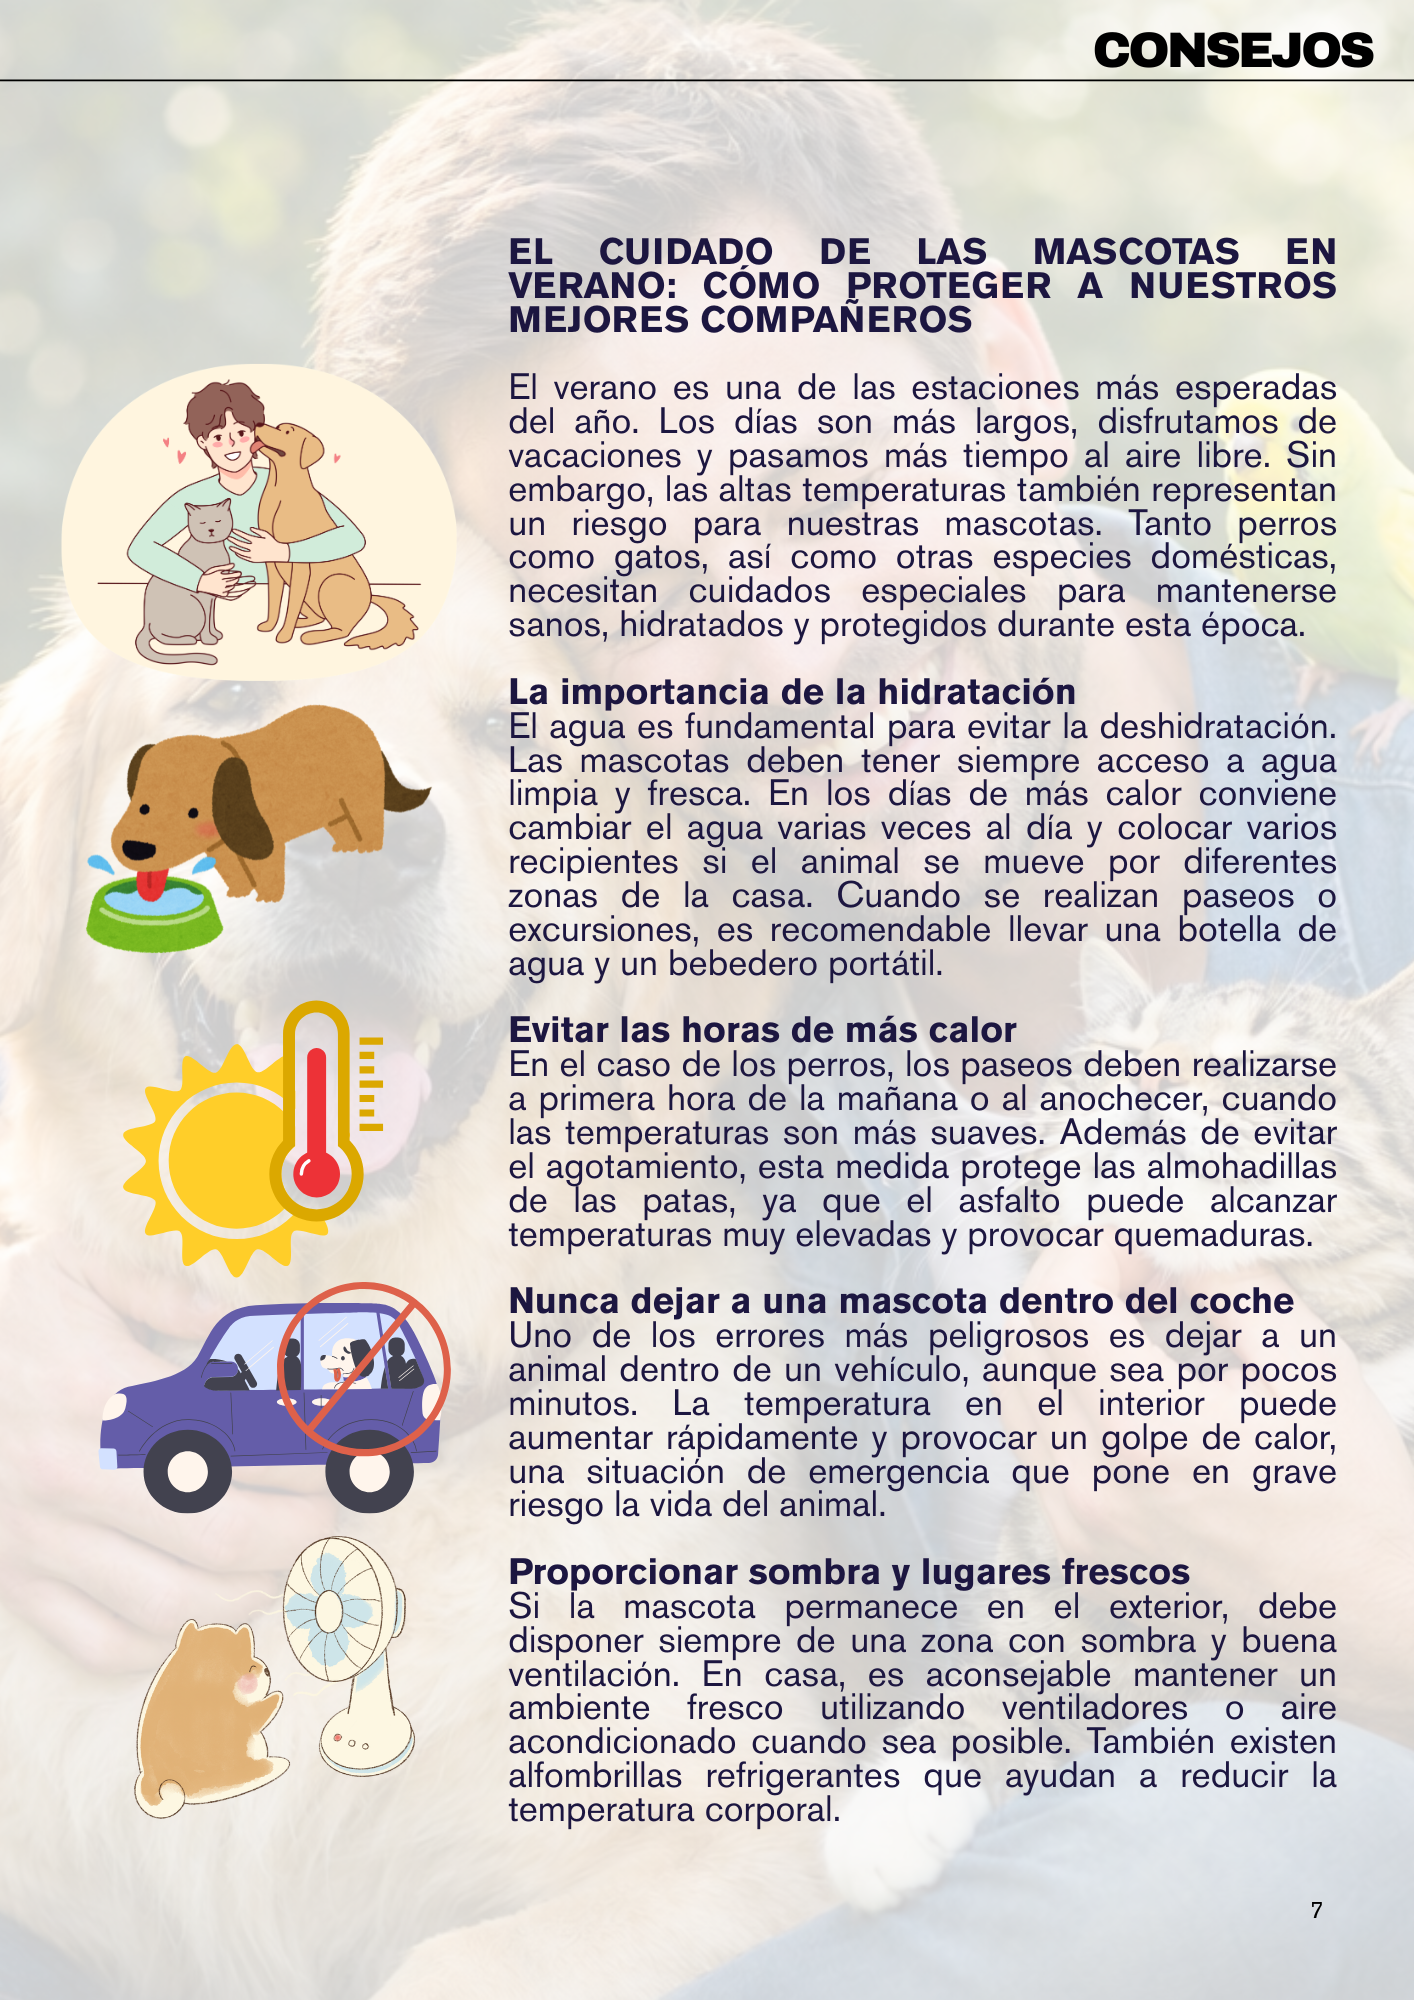 CONSEJOS
EL CUIDADO DE LAS MASCOTAS EN
VERANO: CÓMO PROTEGER A NUESTROS
MEJORES COMPAÑEROS
El verano es una de las estaciones más esperadas
del año. Los días son más largos, disfrutamos de
vacaciones y pasamos más tiempo al aire libre. Sin
embargo, las altas temperaturas también representan
un riesgo para nuestras mascotas. Tanto perros
como gatos, así como otras especies domésticas,
necesitan cuidados especiales para mantenerse
sanos, hidratados y protegidos durante esta época.
La importancia de la hidratación
El agua es fundamental para evitar la deshidratación.
Las mascotas deben tener siempre acceso a agua
limpia y fresca. En los días de más calor conviene
cambiar el agua varias veces al día y colocar varios
recipientes si el animal se mueve por diferentes
zonas de la casa. Cuando se realizan paseos o
excursiones, es recomendable llevar una botella de
agua y un bebedero portátil.
Evitar las horas de más calor
En el caso de los perros, los paseos deben realizarse
a primera hora de la mañana o al anochecer, cuando
las temperaturas son más suaves. Además de evitar
el agotamiento, esta medida protege las almohadillas
de las patas, ya que el asfalto puede alcanzar
temperaturas muy elevadas y provocar quemaduras.
Nunca dejar a una mascota dentro del coche
Uno de los errores más peligrosos es dejar a un
animal dentro de un vehículo, aunque sea por pocos
minutos. La temperatura en el interior puede
aumentar rápidamente y provocar un golpe de calor,
una situación de emergencia que pone en grave
riesgo la vida del animal.
Proporcionar sombra y lugares frescos
Si la mascota permanece en el exterior, debe
disponer siempre de una zona con sombra y buena
ventilación. En casa, es aconsejable mantener un
ambiente fresco utilizando ventiladores o aire
acondicionado cuando sea posible. También existen
alfombrillas refrigerantes que ayudan a reducir la
temperatura corporal.
7